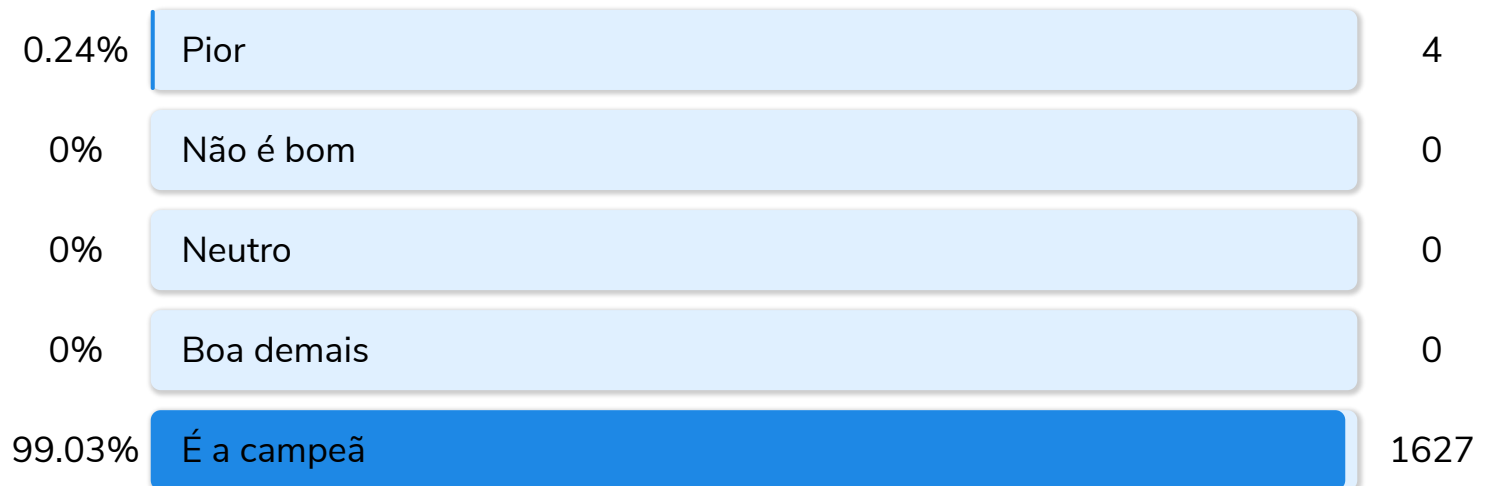 0.24% Pior 4
0% Não é bom 0
0% Neutro 0
0% Boa demais 0
99.03% É a campeã 1627